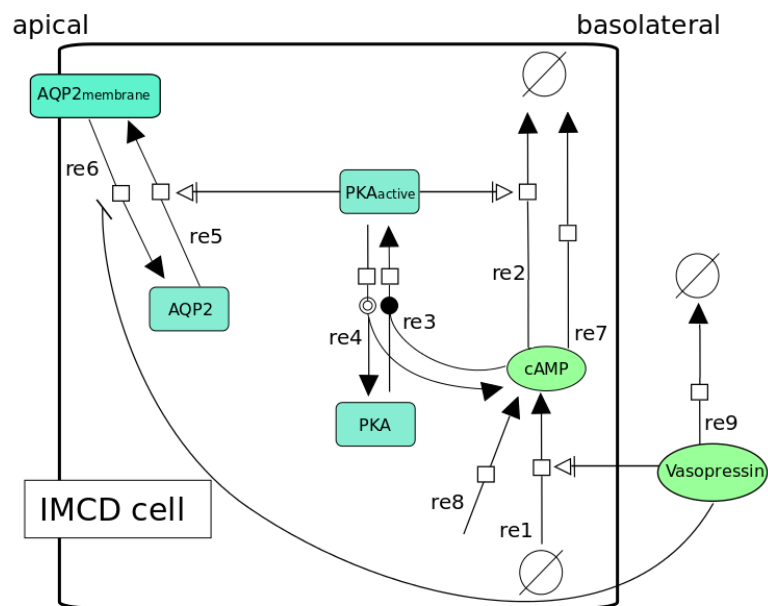 apical
basolateral
AQP2membrane
re6
PKAactive
re5
re2
AQP2
re3
re4
re7
cAMP
PKA
re9
Vasopressin
re8
re1
IMCD cell